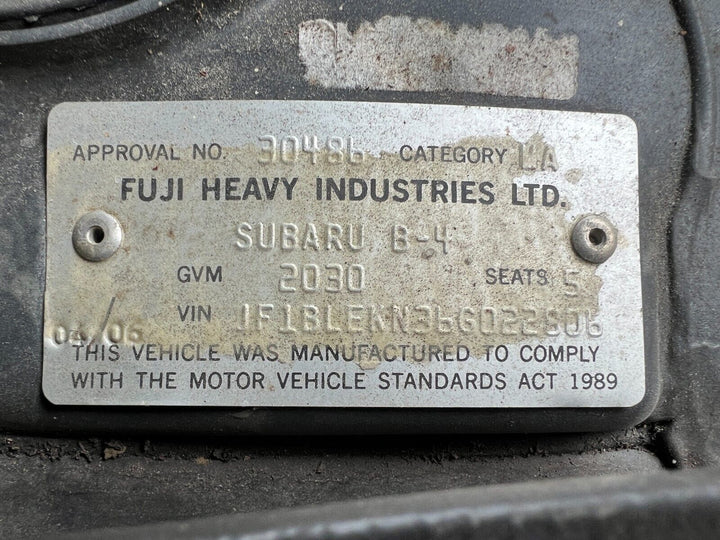 APPROVAL NO. 30486 CATEGORY MA
FUJI HEAVY INDUSTRIES LTD.
SUBARU B-4
GVM 2030 SEATS 5
VIN JF1BLEKN36G022806
04/06
THIS VEHICLE WAS MANUFACTURED TO COMPLY
WITH THE MOTOR VEHICLE STANDARDS ACT 1989